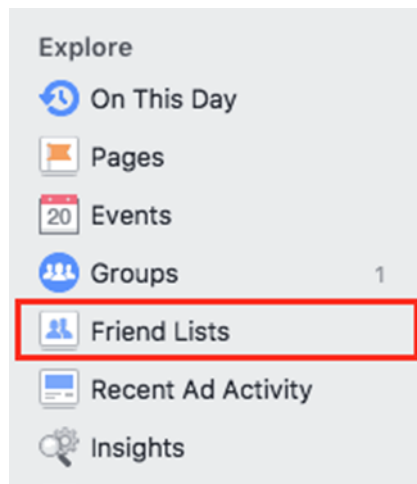 Explore
On This Day
Pages
20 Events
Groups 1
Friend Lists
Recent Ad Activity
Insights